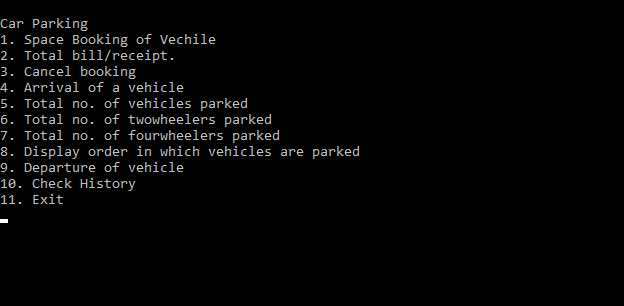 Car Parking
1. Space Booking of Vechile
2. Total bill/receipt.
3. Cancel booking
4. Arrival of a vehicle
5. Total no. of vehicles parked
6. Total no. of twowheelers parked
7. Total no. of fourwheelers parked
8. Display order in which vehicles are parked
9. Departure of vehicle
10. Check History
11. Exit